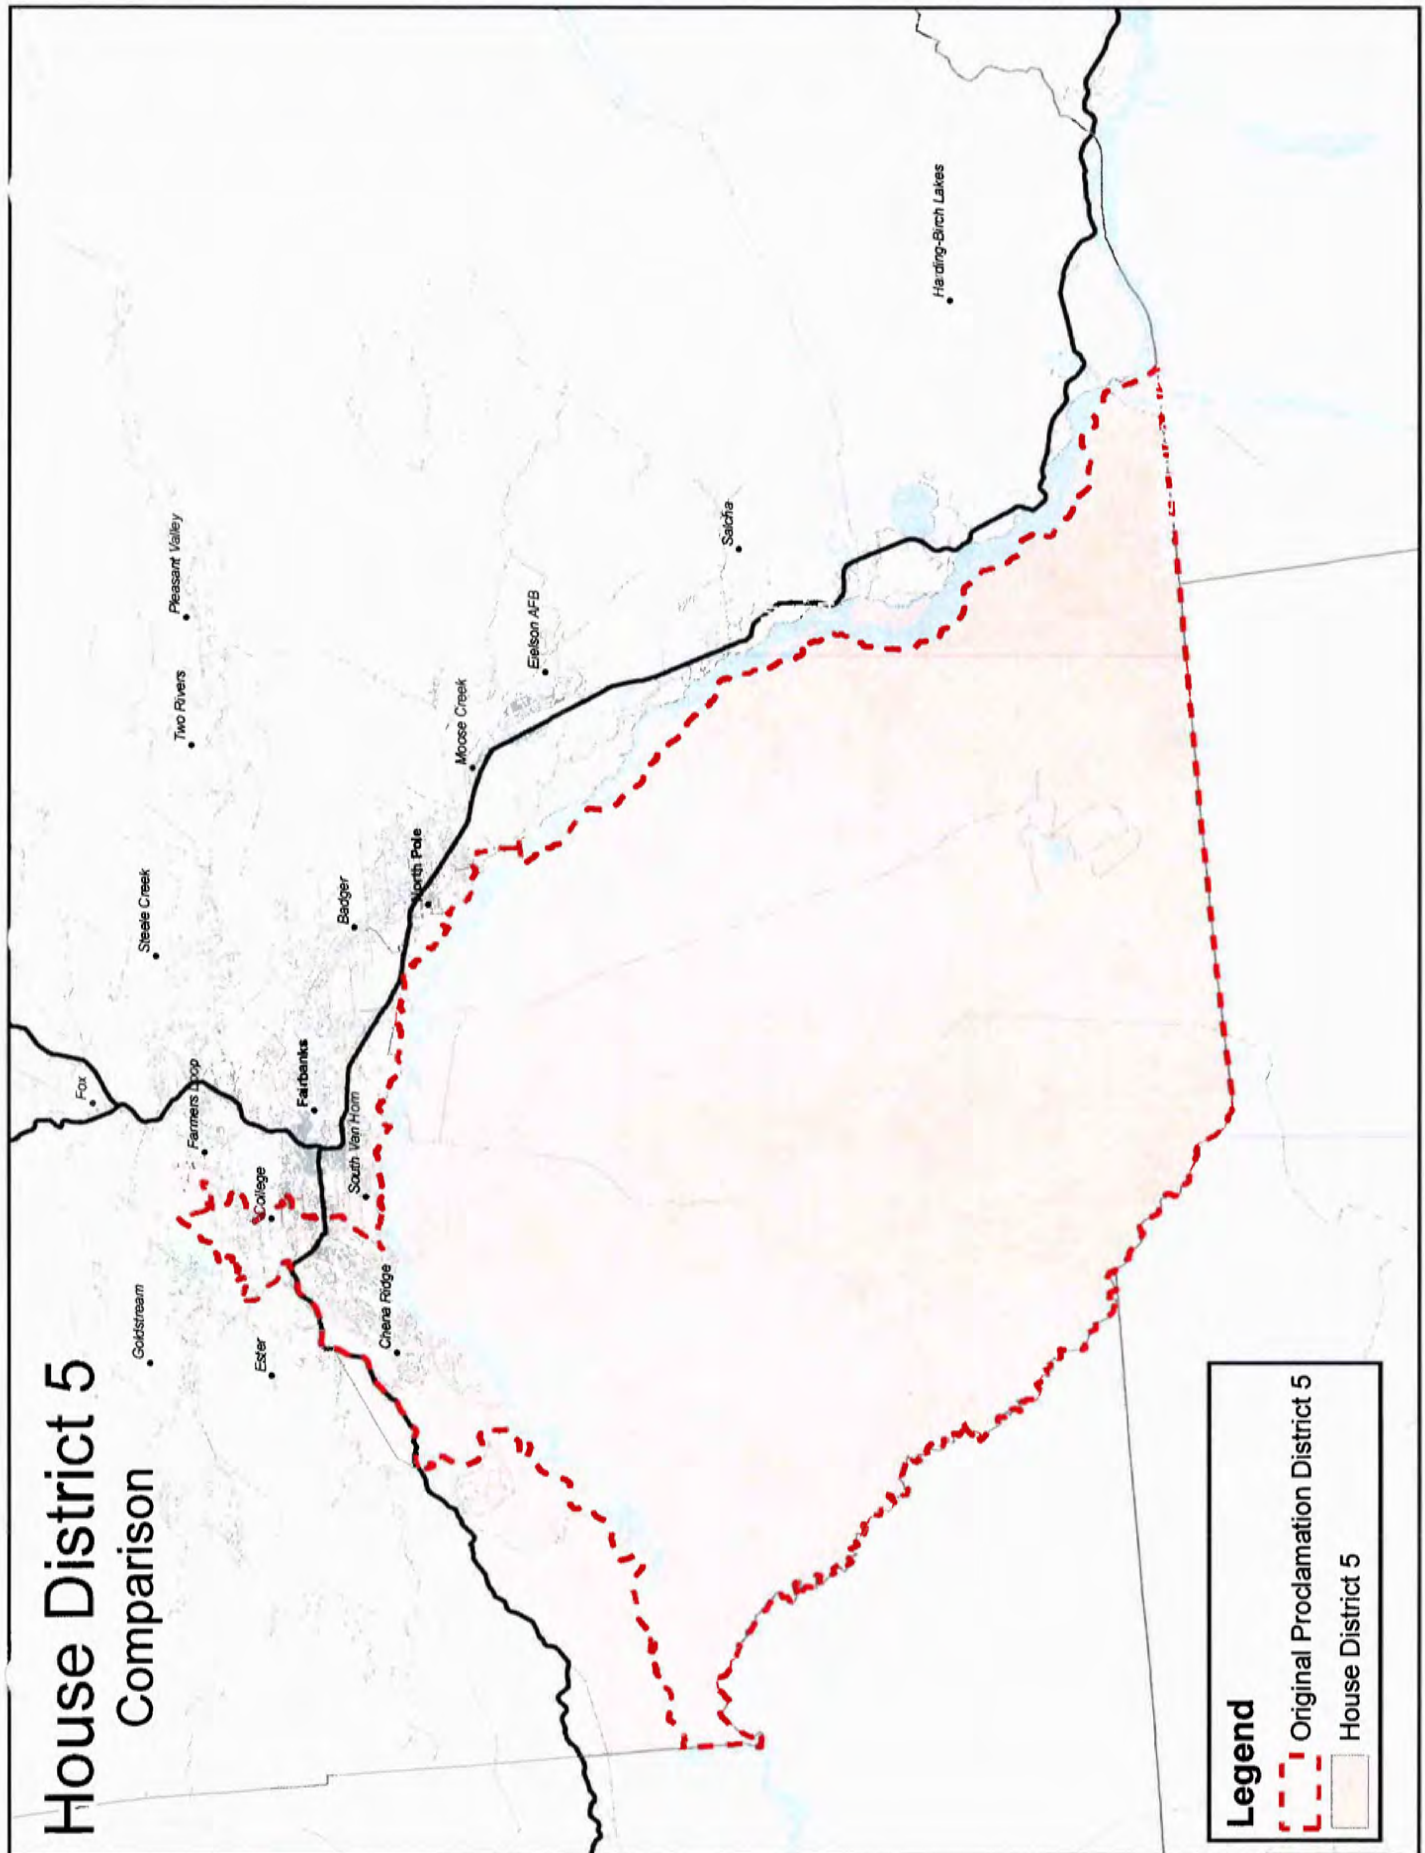 House District 5
Comparison
Fox
Steele Creek
Two Rivers
Pleasant Valley
Goldstream
Farmers Loop
Ester
College
Fairbanks
Badger
South Van Horn
Chena Ridge
North Pole
Moose Creek
Eielson AFB
Salcha
Harding-Birch Lakes
Legend
Original Proclamation District 5
House District 5